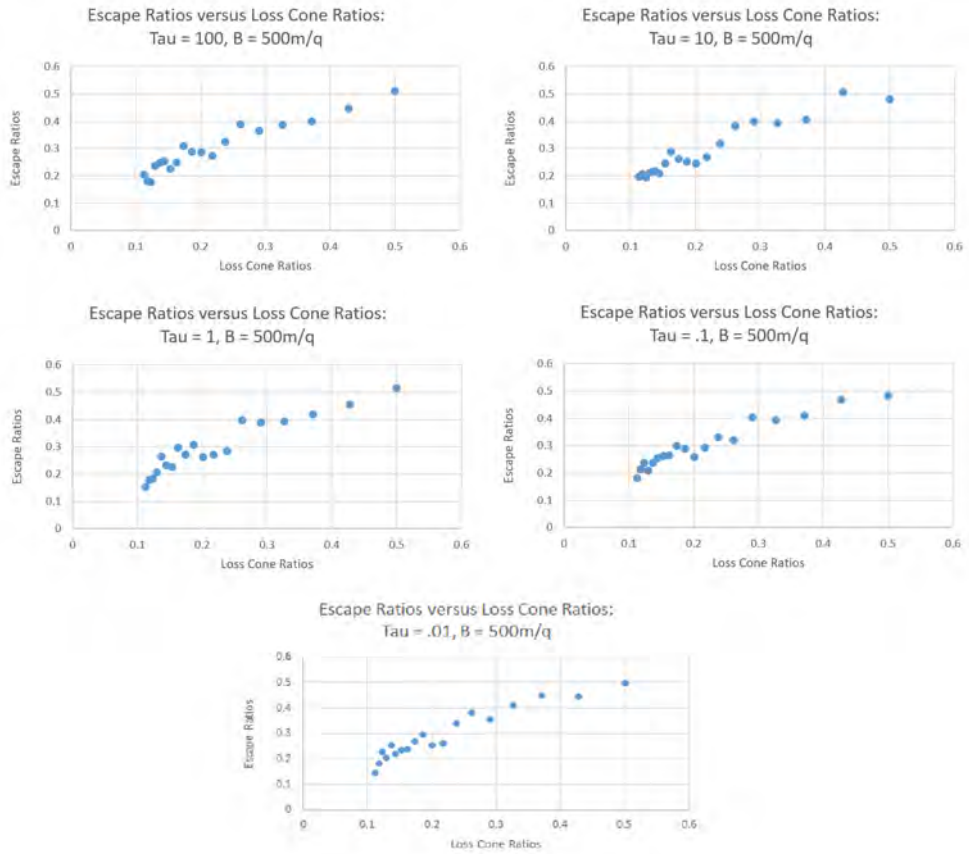 Escape Ratios versus Loss Cone Ratios:
Tau = 100, B = 500m/q
0.6
0.5
0.4
0.3
0.2
0.1
0
Escape Ratios
0 0.1 0.2 0.3 0.4 0.5 0.6
Loss Cone Ratios
Escape Ratios versus Loss Cone Ratios:
Tau = 10, B = 500m/q
0.6
0.5
0.4
0.3
0.2
0.1
0
Escape Ratios
0 0.1 0.2 0.3 0.4 0.5 0.6
Loss Cone Ratios
Escape Ratios versus Loss Cone Ratios:
Tau = 1, B = 500m/q
0.6
0.5
0.4
0.3
0.2
0.1
0
Escape Ratios
0 0.1 0.2 0.3 0.4 0.5 0.6
Loss Cone Ratios
Escape Ratios versus Loss Cone Ratios:
Tau = .1, B = 500m/q
0.6
0.5
0.4
0.3
0.2
0.1
0
Escape Ratios
0 0.1 0.2 0.3 0.4 0.5 0.6
Loss Cone Ratios
Escape Ratios versus Loss Cone Ratios:
Tau = .01, B = 500m/q
0.6
0.5
0.4
0.3
0.2
0.1
0
Escape Ratios
0 0.1 0.2 0.3 0.4 0.5 0.6
Loss Cone Ratios